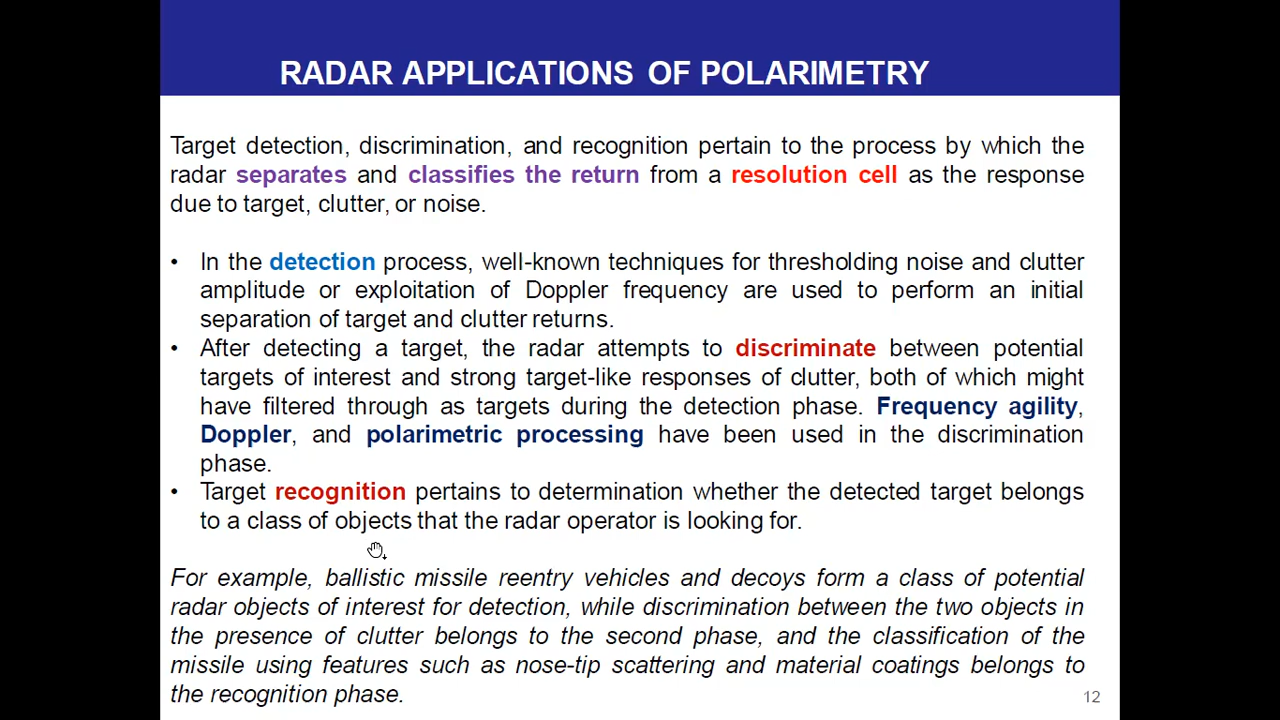 RADAR APPLICATIONS OF POLARIMETRY
Target detection, discrimination, and recognition pertain to the process by which the
radar separates and classifies the return from a resolution cell as the response
due to target, clutter, or noise.
• In the detection process, well-known techniques for thresholding noise and clutter
amplitude or exploitation of Doppler frequency are used to perform an initial
separation of target and clutter returns.
• After detecting a target, the radar attempts to discriminate between potential
targets of interest and strong target-like responses of clutter, both of which might
have filtered through as targets during the detection phase. Frequency agility,
Doppler, and polarimetric processing have been used in the discrimination
phase.
• Target recognition pertains to determination whether the detected target belongs
to a class of objects that the radar operator is looking for.
For example, ballistic missile reentry vehicles and decoys form a class of potential
radar objects of interest for detection, while discrimination between the two objects in
the presence of clutter belongs to the second phase, and the classification of the
missile using features such as nose-tip scattering and material coatings belongs to
the recognition phase.
12